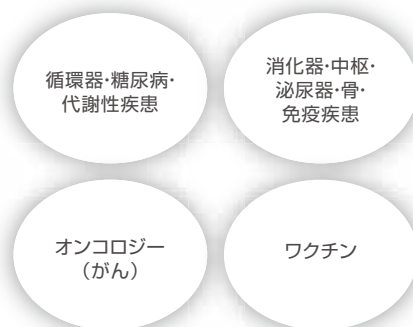 循環器・糖尿病・
代謝性疾患
消化器・中枢・
泌尿器・骨・
免疫疾患
オンコロジー
（がん）
ワクチン